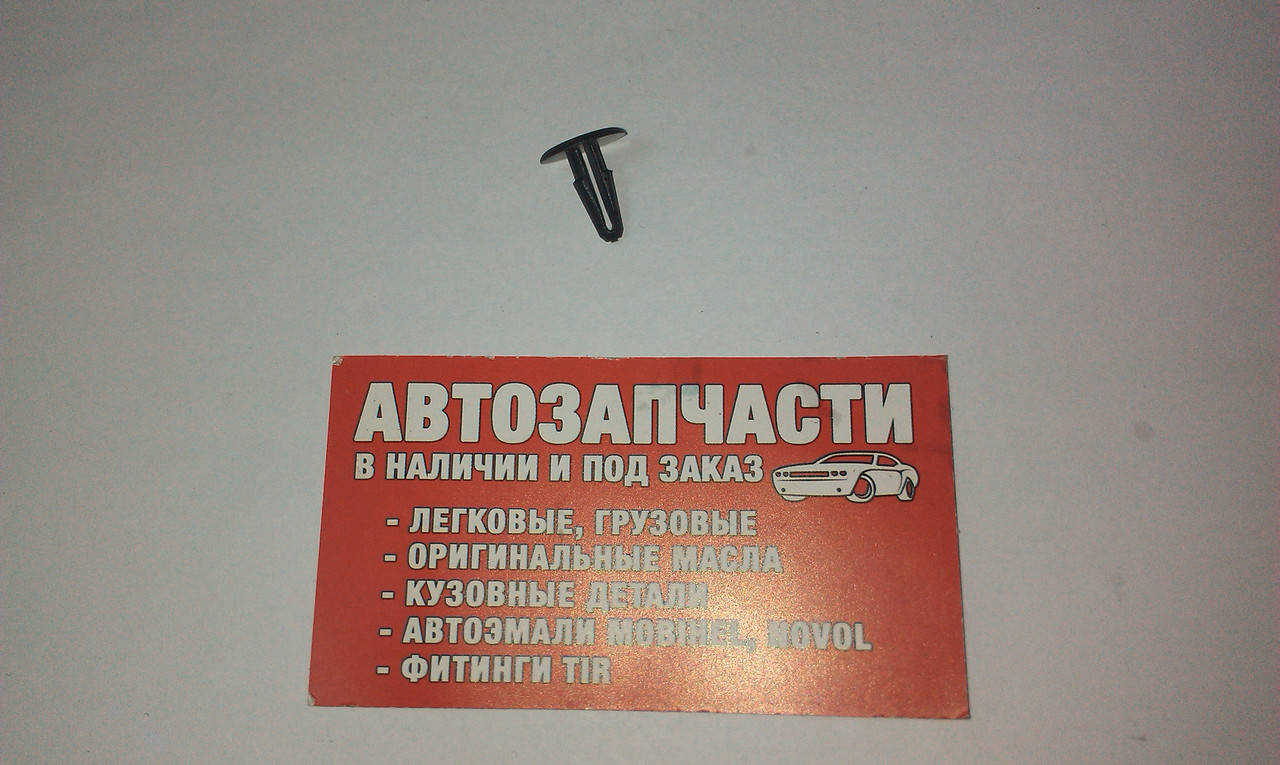 АВТОЗАПЧАСТИ
В НАЛИЧИИ И ПОД ЗАКАЗ
- ЛЕГКОВЫЕ, ГРУЗОВЫЕ
- ОРИГИНАЛЬНЫЕ МАСЛА
- КУЗОВНЫЕ ДЕТАЛИ
- АВТОЭМАЛИ MOBIHEL, NOVOL
- ФИТИНГИ TIR